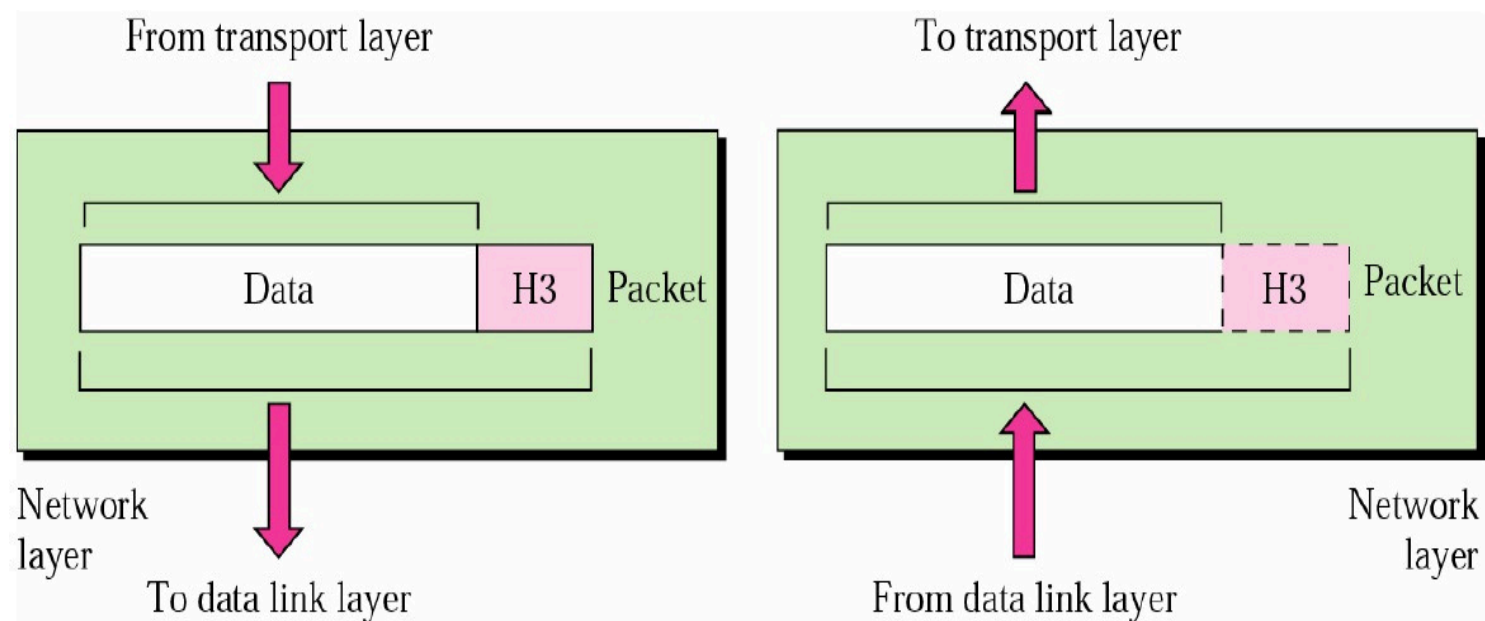 From transport layer
To transport layer
Data
H3
Packet
Data
H3
Packet
Network
layer
Network
layer
To data link layer
From data link layer